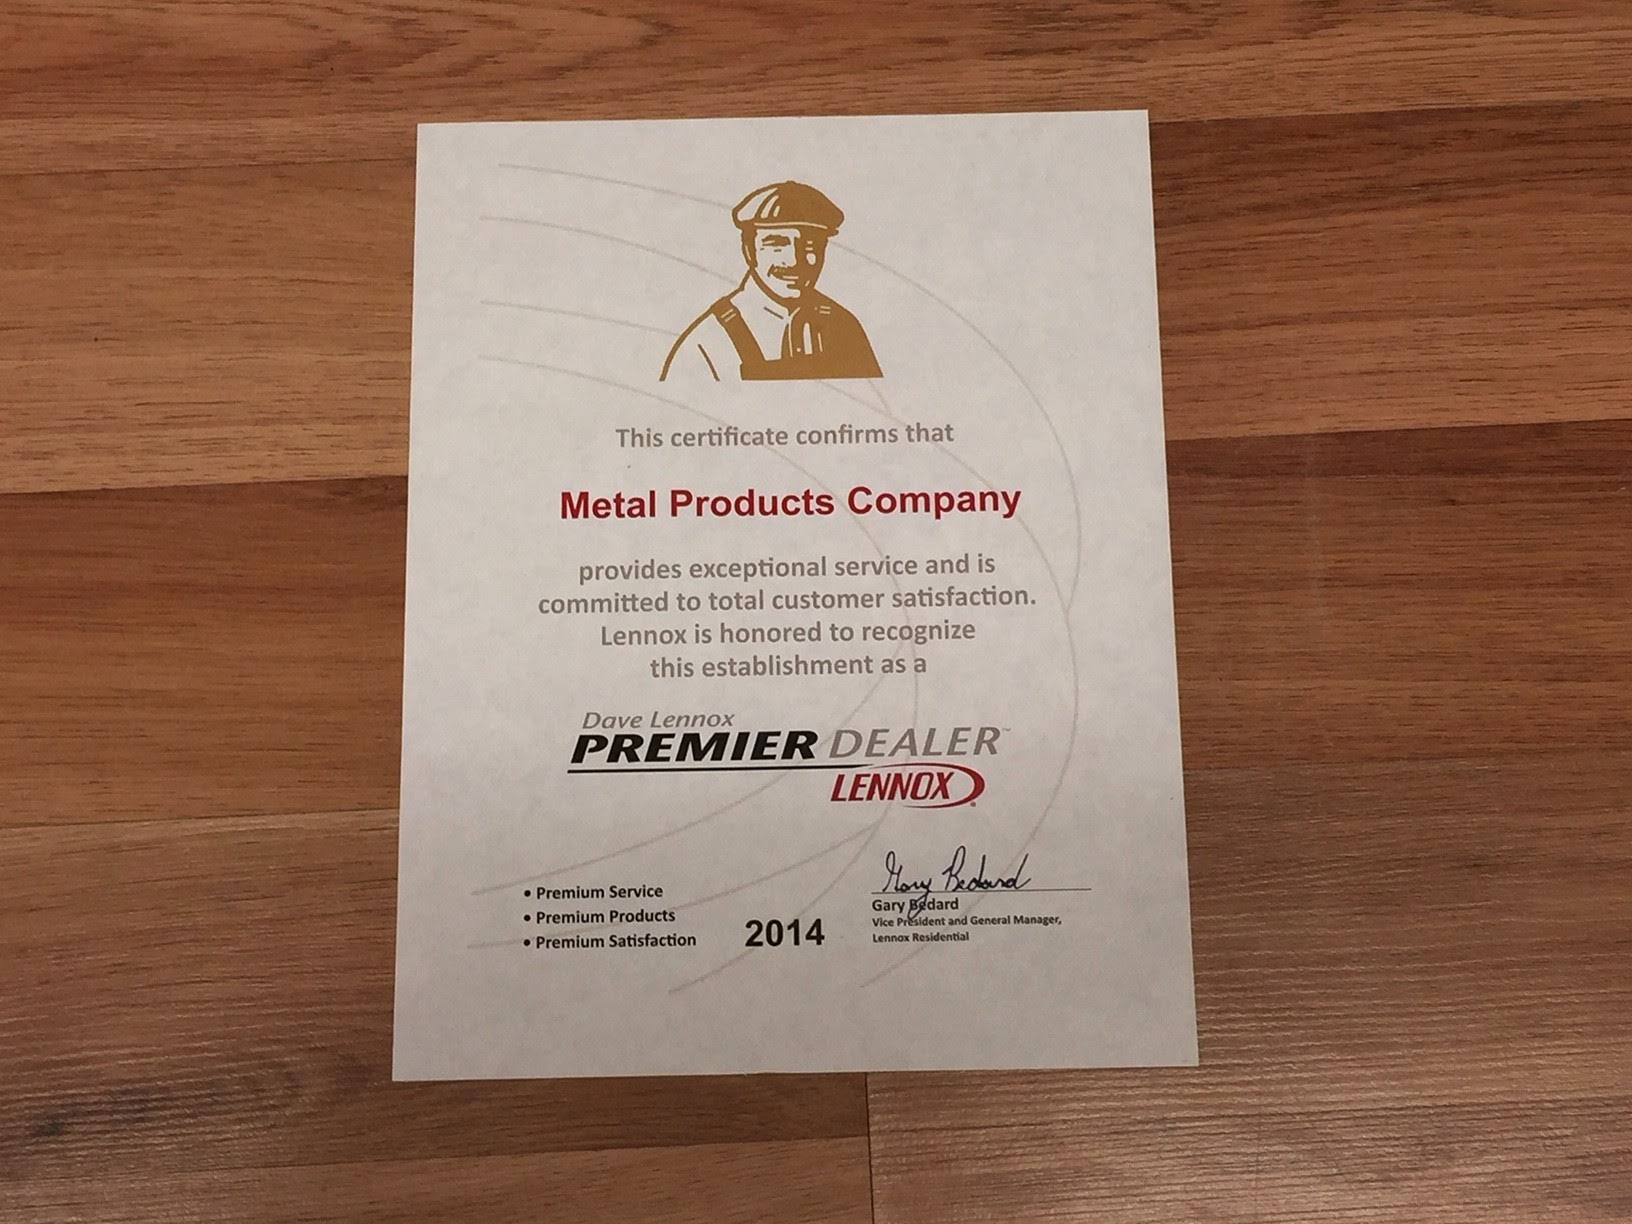 This certificate confirms that
Metal Products Company
provides exceptional service and is
committed to total customer satisfaction.
Lennox is honored to recognize
this establishment as a
Dave Lennox
PREMIER DEALER™
LENNOX®
• Premium Service
• Premium Products
• Premium Satisfaction
2014
Gary Bedard
Gary Bedard
Vice President and General Manager,
Lennox Residential